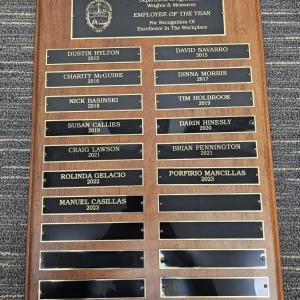 Weights & Measures
EMPLOYEE OF THE YEAR
For Recognition Of
Excellence in The Workplace
DUSTIN HYLTON
2015
DAVID NAVARRO
2015
CHARITY McGUIRE
2016
DINNA MORRIS
2017
NICK BASINSKI
2018
TIM HOLBROOK
2019
SUSAN CALLIES
2019
DARIN HINESLY
2020
CRAIG LAWSON
2021
BRIAN PENNINGTON
2021
ROLINDA GELACIO
2022
PORFIRIO MANCILLAS
2023
MANUEL CASILLAS
2023